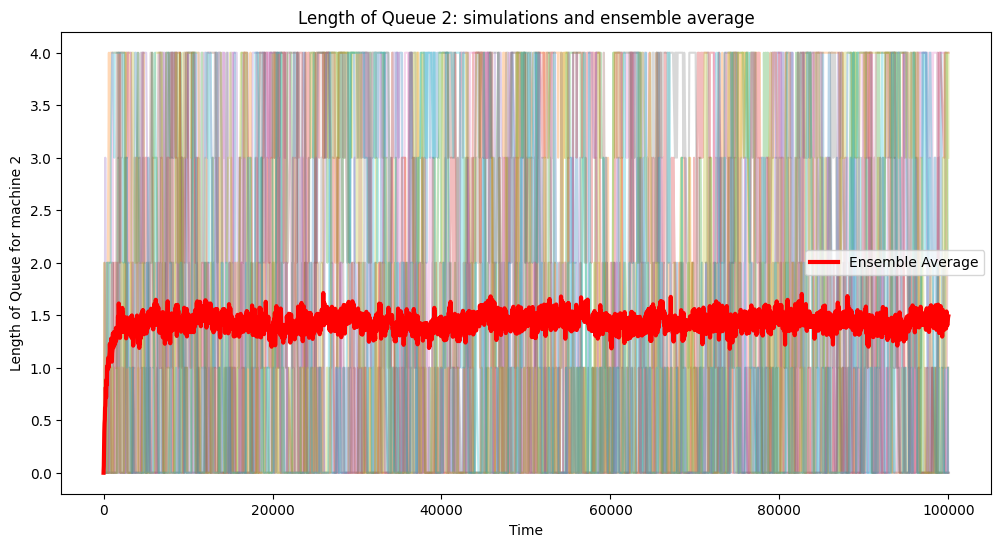 Length of Queue 2: simulations and ensemble average
Length of Queue for machine 2
4.0
3.5
3.0
2.5
2.0
1.5
1.0
0.5
0.0
Ensemble Average
0 20000 40000 60000 80000 100000
Time